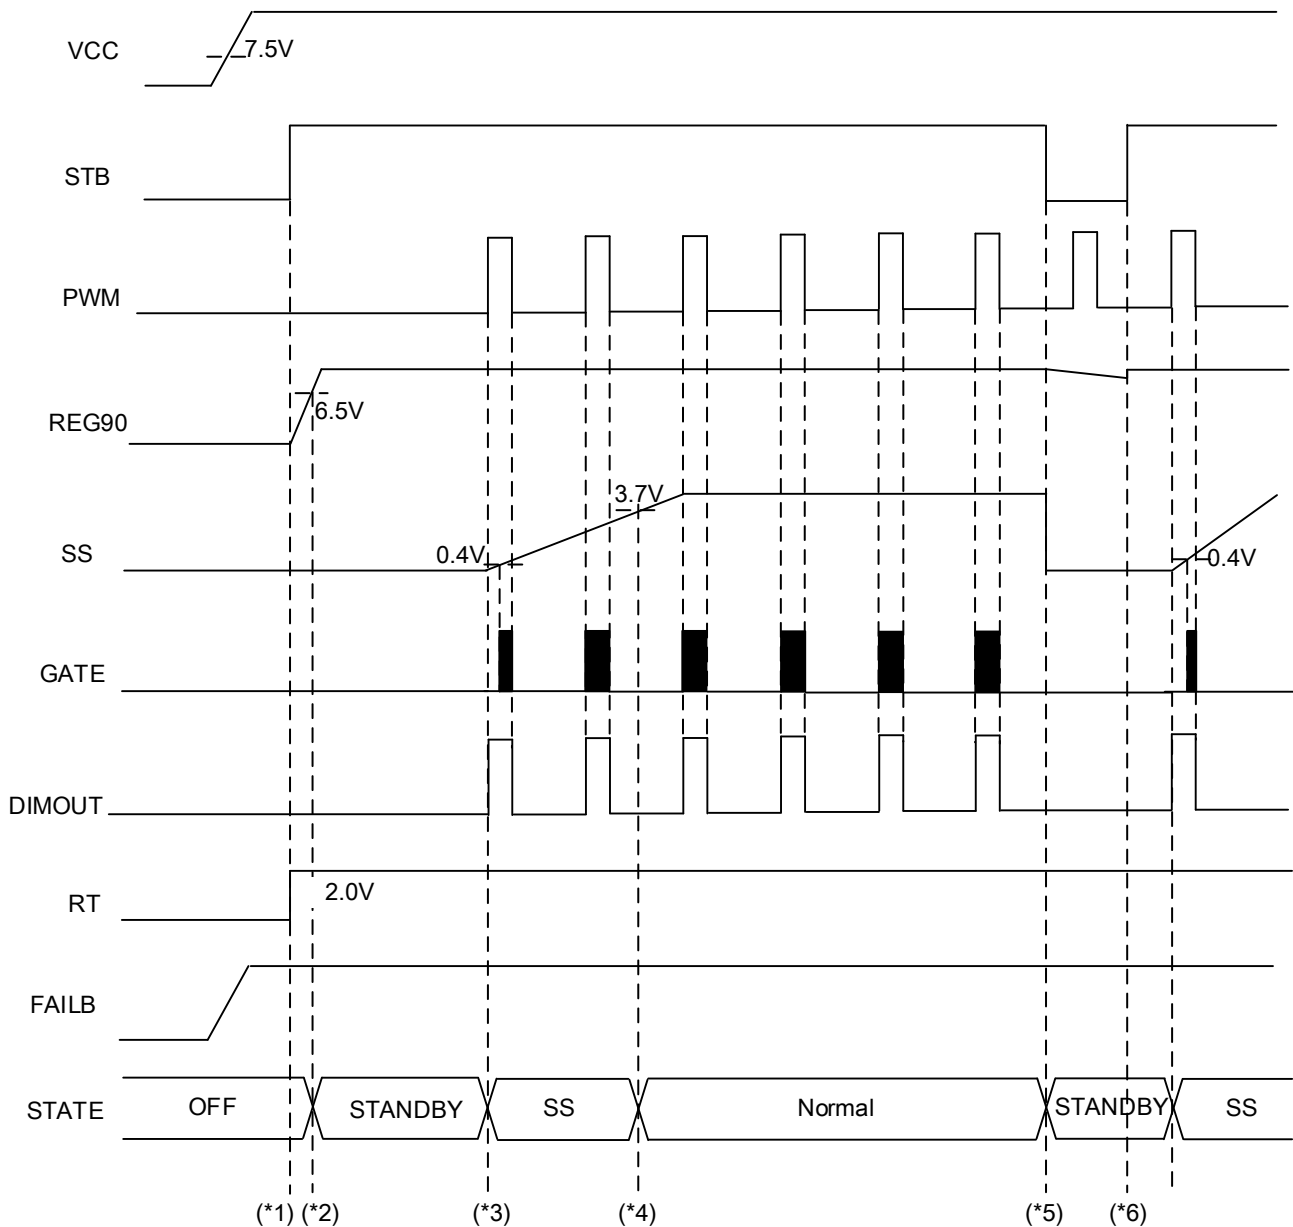 VCC
7.5V
STB
PWM
REG90
6.5V
SS
0.4V
3.7V
0.4V
GATE
DIMOUT
RT
2.0V
FAILB
STATE
OFF
STANDBY
SS
Normal
STANDBY
SS
(*1)
(*2)
(*3)
(*4)
(*5)
(*6)